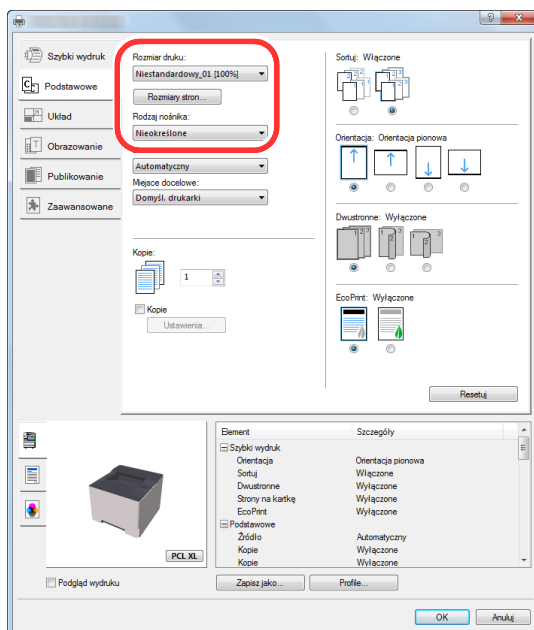 Szybki wydruk
Podstawowe
Układ
Obrazowanie
Publikowanie
Zaawansowane
Rozmiar druku:
Niestandardowy_01 [100%]
Rozmiary stron...
Rodzaj nośnika:
Nieokreślone
Automatyczny
Miejsce docelowe:
Domyśl. drukarki
Kopie:
1
Kopie
Ustawienia...
Sortuj: Włączone
Orientacja: Orientacja pionowa
Dwustronne: Wyłączone
EcoPrint: Wyłączone
Resetuj
PCL XL
Podgląd wydruku
Element Szczegóły
Szybki wydruk
Orientacja Orientacja pionowa
Sortuj Włączone
Dwustronne Wyłączone
Strony na kartkę Wyłączone
EcoPrint Wyłączone
Podstawowe
Źródło Automatyczny
Kopie Wyłączone
Kopie Wyłączone
Zapisz jako... Profile...
OK Anuluj